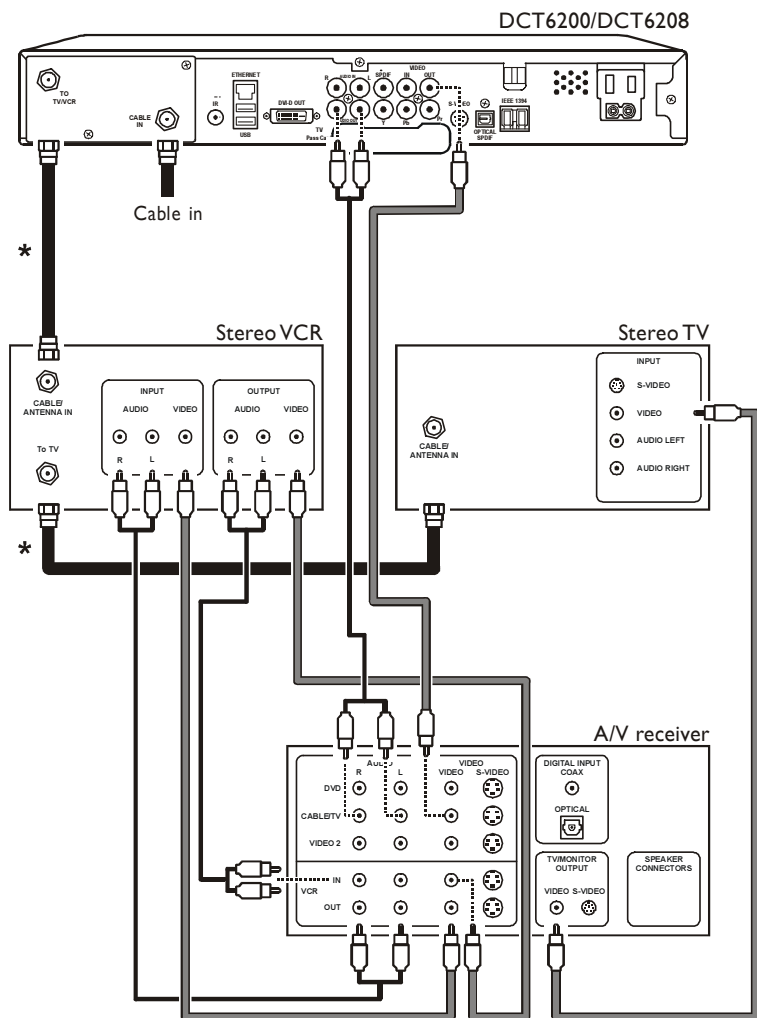 DCT6200/DCT6208
TO
TV/VCR
CABLE
IN
IR
ETHERNET
USB
DVI-D OUT
R
AUDIO IN
L
SPDIF
VIDEO
IN
OUT
S-VIDEO
OPTICAL
SPDIF
IEEE 1394
TV
Y
Pb
Pr
Cable in
*
Stereo VCR
CABLE/
ANTENNA IN
To TV
INPUT
AUDIO
VIDEO
R
L
OUTPUT
AUDIO
VIDEO
R
L
Stereo TV
CABLE/
ANTENNA IN
INPUT
S-VIDEO
VIDEO
AUDIO LEFT
AUDIO RIGHT
*
A/V receiver
R
L
VIDEO
VIDEO
S-VIDEO
DVD
CABLE/TV
VIDEO 2
IN
VCR
OUT
DIGITAL INPUT
COAX
OPTICAL
TV/MONITOR
OUTPUT
VIDEO S-VIDEO
SPEAKER
CONNECTORS